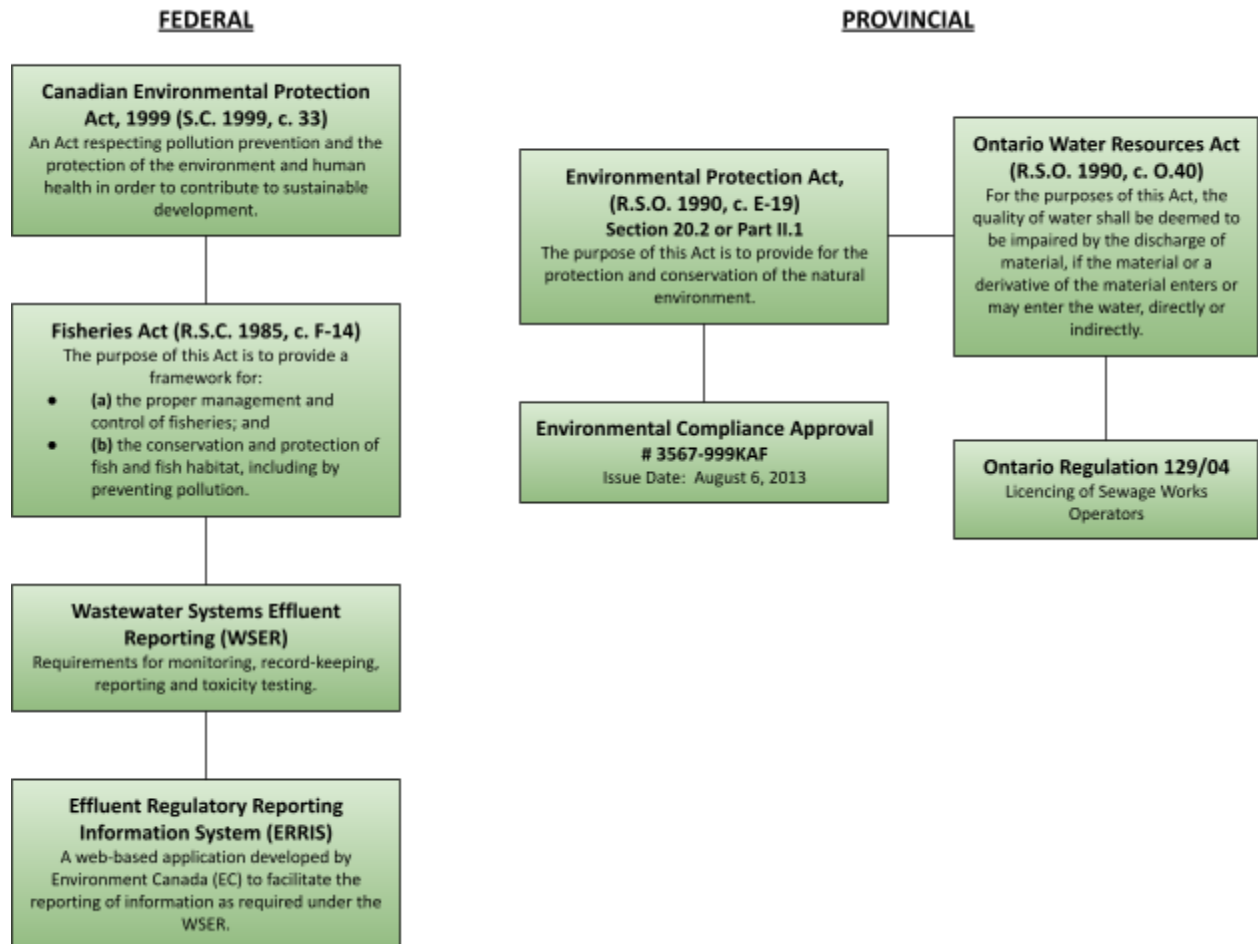 FEDERAL
Canadian Environmental Protection
Act, 1999 (S.C. 1999, c. 33)
An Act respecting pollution prevention and the
protection of the environment and human
health in order to contribute to sustainable
development.
Fisheries Act (R.S.C. 1985, c. F-14)
The purpose of this Act is to provide a
framework for:
● (a) the proper management and
control of fisheries; and
● (b) the conservation and protection of
fish and fish habitat, including by
preventing pollution.
Wastewater Systems Effluent
Reporting (WSER)
Requirements for monitoring, record-keeping,
reporting and toxicity testing.
Effluent Regulatory Reporting
Information System (ERRIS)
A web-based application developed by
Environment Canada (EC) to facilitate the
reporting of information as required under the
WSER.
PROVINCIAL
Environmental Protection Act,
(R.S.O. 1990, c. E-19)
Section 20.2 or Part II.1
The purpose of this Act is to provide for the
protection and conservation of the natural
environment.
Environmental Compliance Approval
# 3567-999KAF
Issue Date: August 6, 2013
Ontario Water Resources Act
(R.S.O. 1990, c. O.40)
For the purposes of this Act, the
quality of water shall be deemed to
be impaired by the discharge of
material, if the material or a
derivative of the material enters or
may enter the water, directly or
indirectly.
Ontario Regulation 129/04
Licencing of Sewage Works
Operators